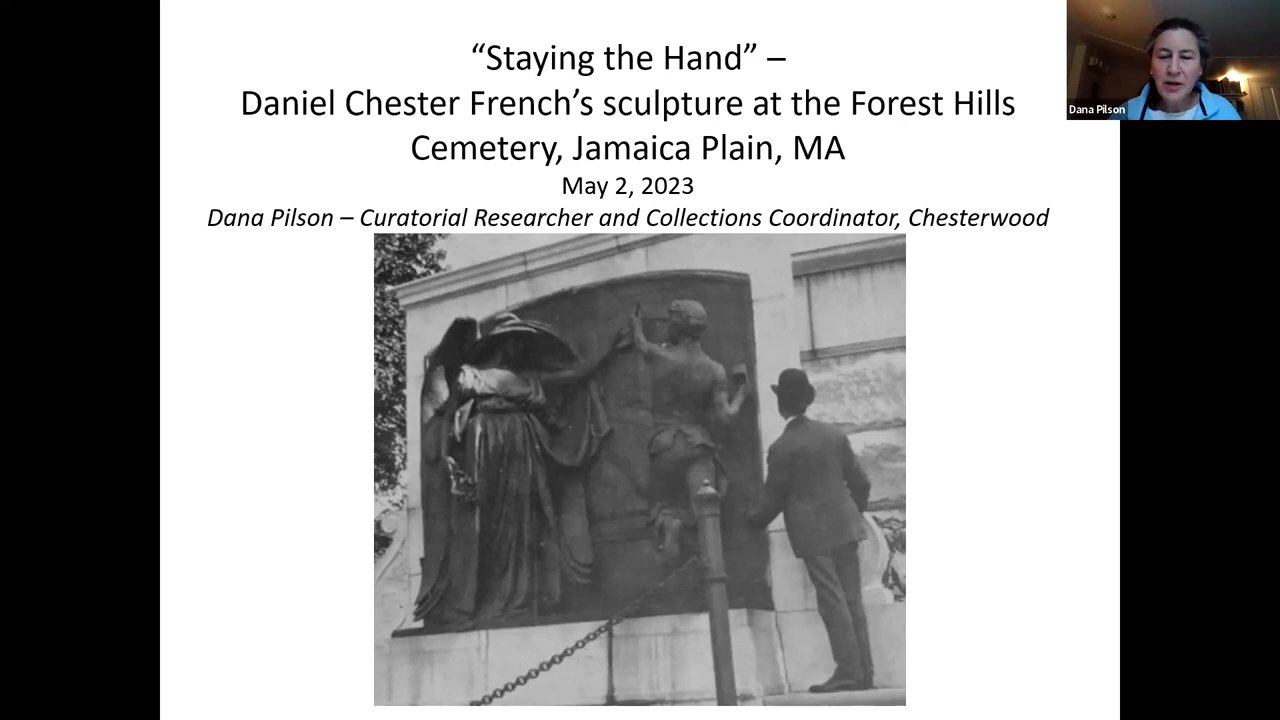 “Staying the Hand” –
Daniel Chester French’s sculpture at the Forest Hills
Cemetery, Jamaica Plain, MA
May 2, 2023
Dana Pilson – Curatorial Researcher and Collections Coordinator, Chesterwood
Dana Pilson